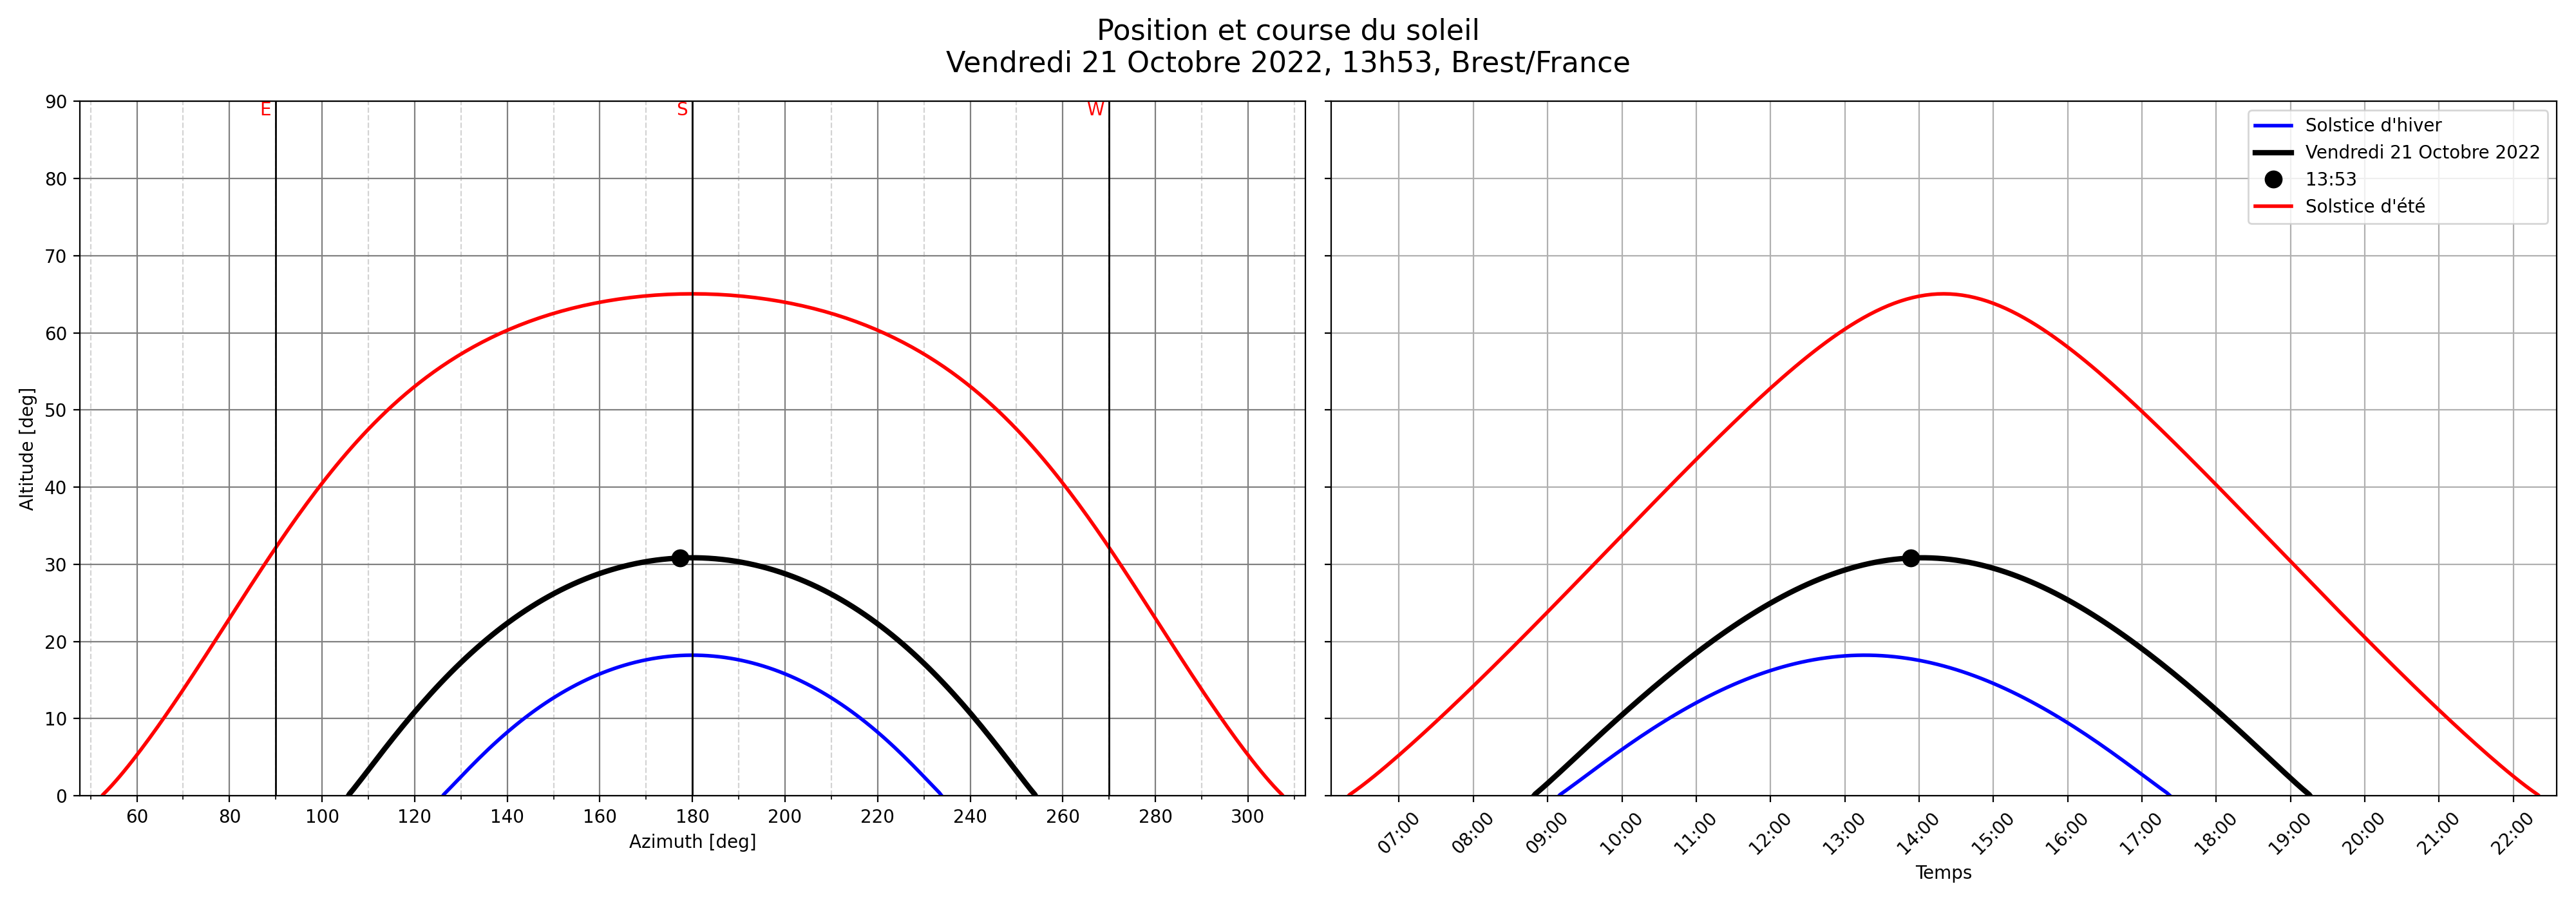 Position et course du soleil
Vendredi 21 Octobre 2022, 13h53, Brest/France
E
S
W
90
80
70
60
50
40
30
20
10
0
Altitude [deg]
60 80 100 120 140 160 180 200 220 240 260 280 300
Azimuth [deg]
Solstice d'hiver
Vendredi 21 Octobre 2022
13:53
Solstice d'été
07:00 08:00 09:00 10:00 11:00 12:00 13:00 14:00 15:00 16:00 17:00 18:00 19:00 20:00 21:00 22:00
Temps